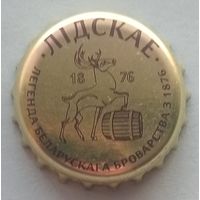 ЛІДСКАЕ
18 76
ЛЕГЕНДА БЕЛАРУСКАГА БРОВАРСТВА З 1876